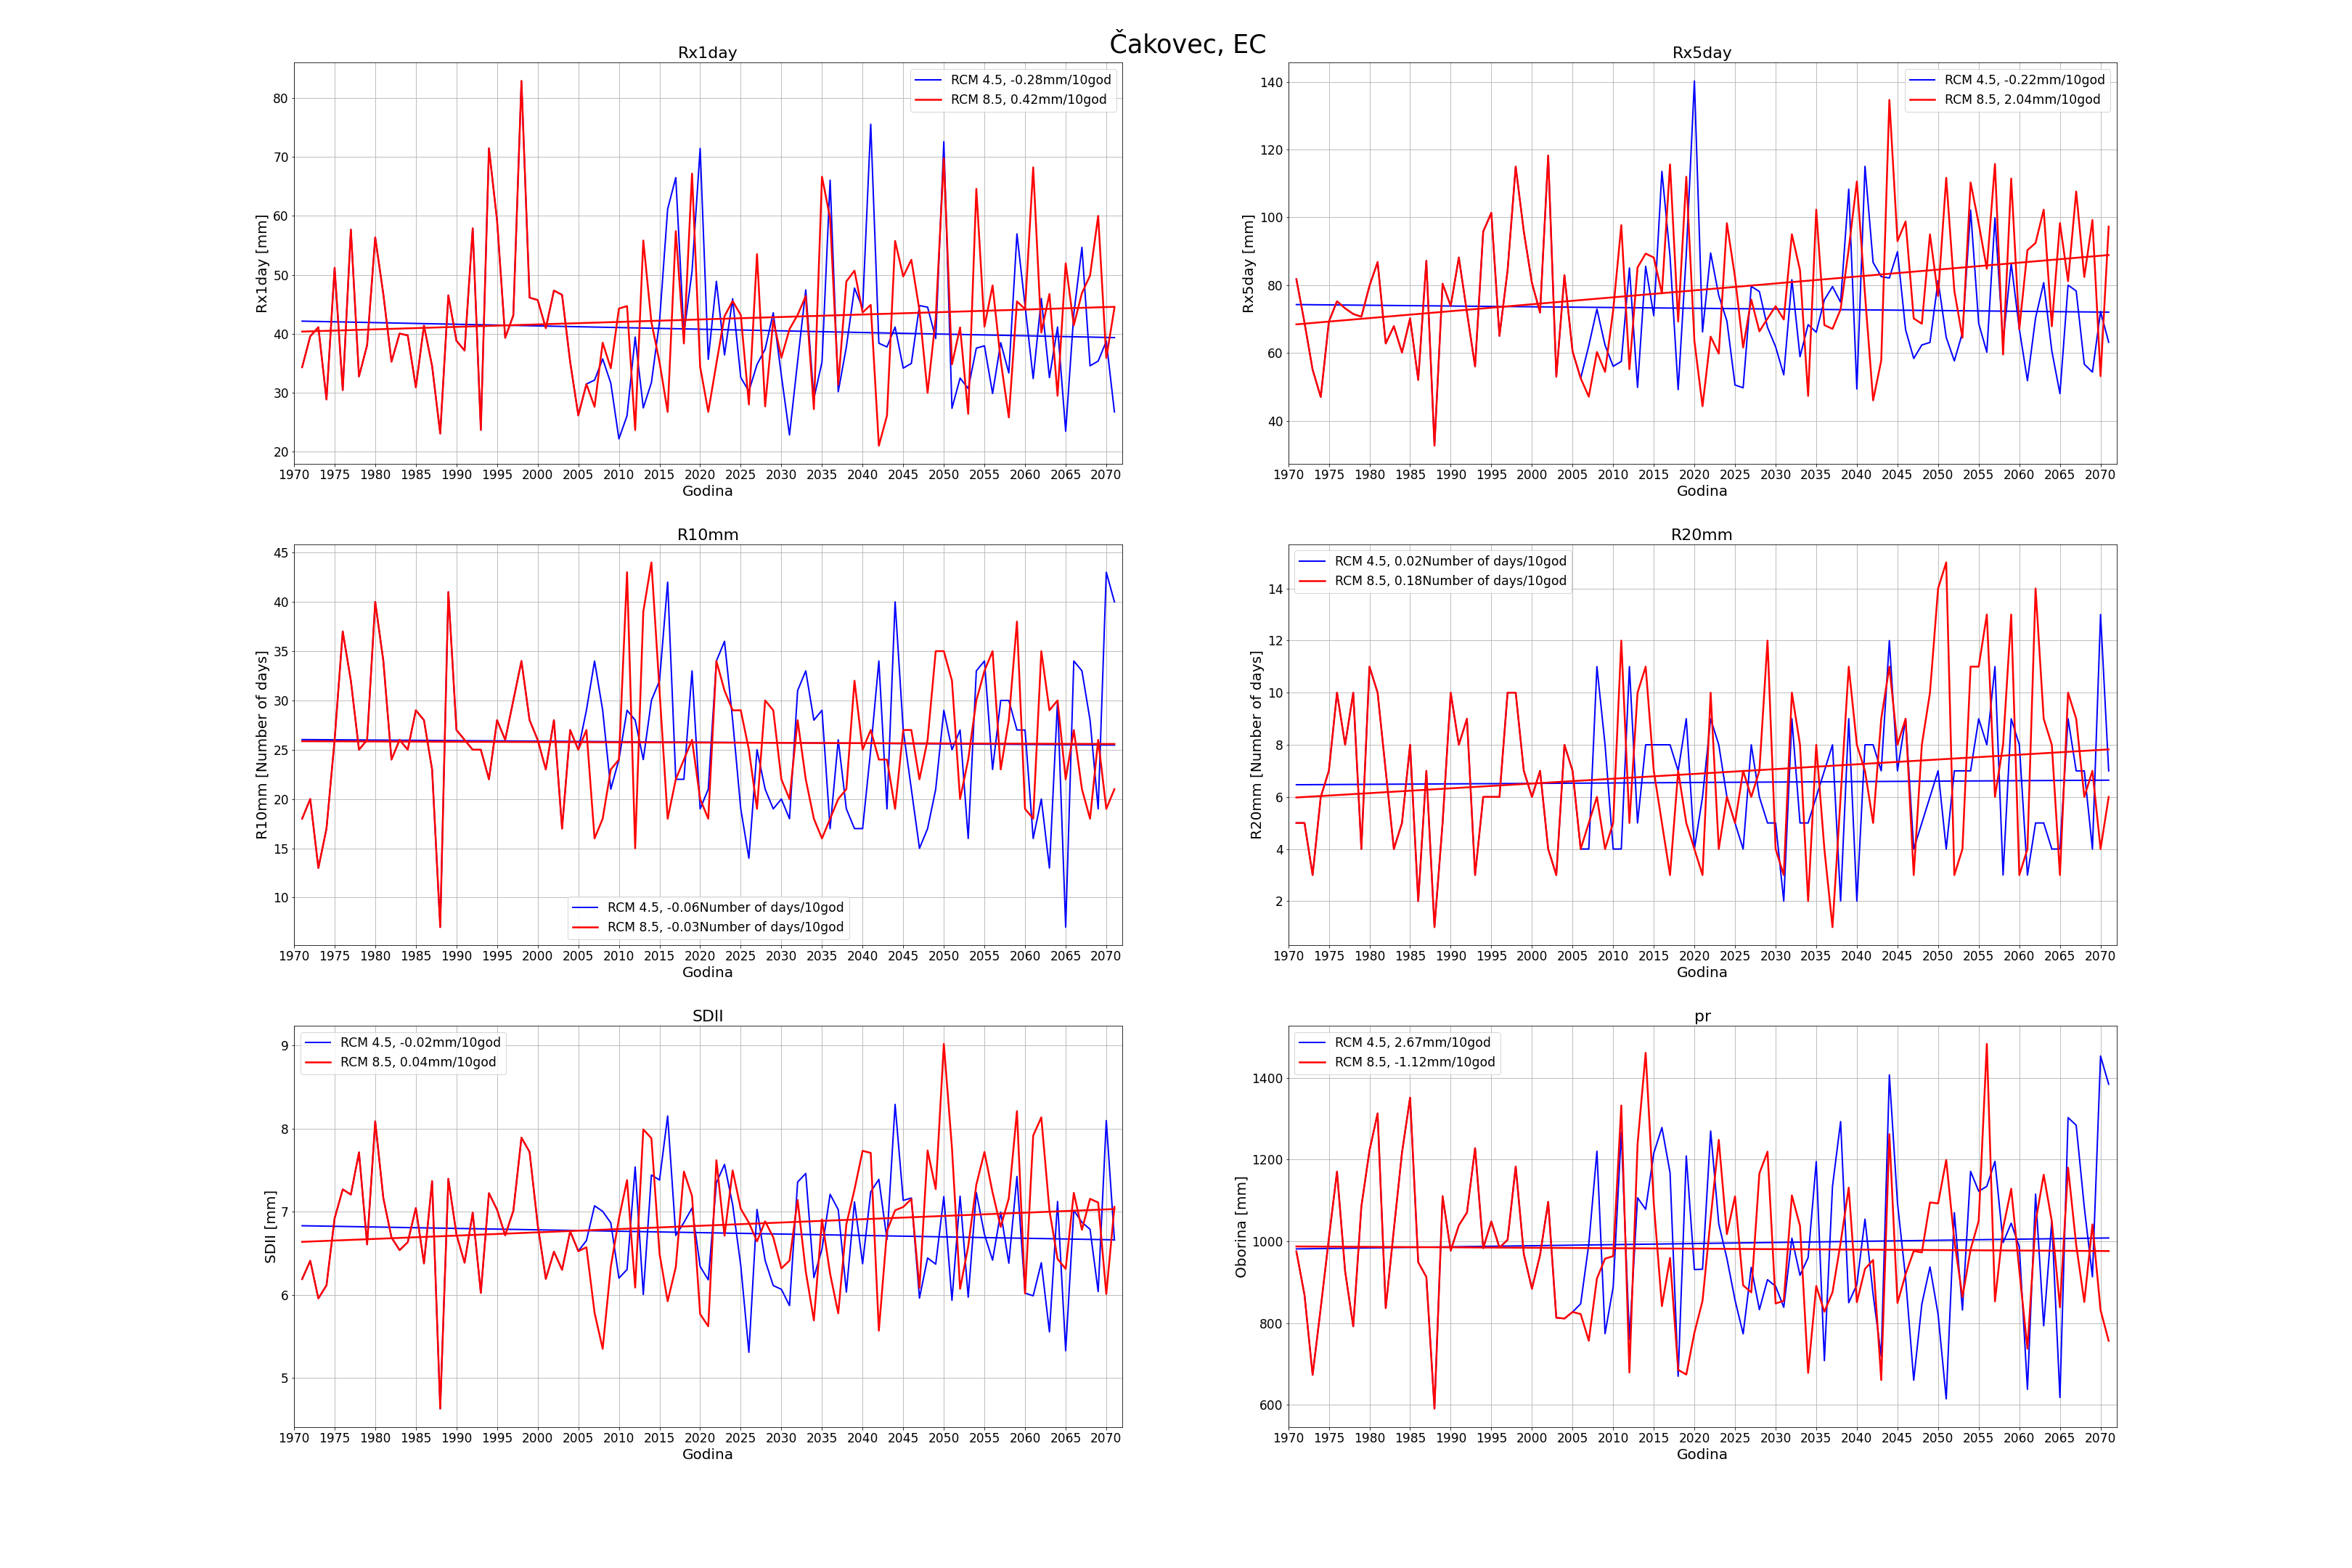 Čakovec, EC
Rx1day
RCM 4.5, -0.28mm/10god
RCM 8.5, 0.42mm/10god
Rx1day [mm]
80
70
60
50
40
30
20
1970 1975 1980 1985 1990 1995 2000 2005 2010 2015 2020 2025 2030 2035 2040 2045 2050 2055 2060 2065 2070
Godina
Rx5day
RCM 4.5, -0.22mm/10god
RCM 8.5, 2.04mm/10god
Rx5day [mm]
140
120
100
80
60
40
1970 1975 1980 1985 1990 1995 2000 2005 2010 2015 2020 2025 2030 2035 2040 2045 2050 2055 2060 2065 2070
Godina
R10mm
R10mm [Number of days]
45
40
35
30
25
20
15
10
RCM 4.5, -0.06Number of days/10god
RCM 8.5, -0.03Number of days/10god
1970 1975 1980 1985 1990 1995 2000 2005 2010 2015 2020 2025 2030 2035 2040 2045 2050 2055 2060 2065 2070
Godina
R20mm
RCM 4.5, 0.02Number of days/10god
RCM 8.5, 0.18Number of days/10god
R20mm [Number of days]
14
12
10
8
6
4
2
1970 1975 1980 1985 1990 1995 2000 2005 2010 2015 2020 2025 2030 2035 2040 2045 2050 2055 2060 2065 2070
Godina
SDII
RCM 4.5, -0.02mm/10god
RCM 8.5, 0.04mm/10god
SDII [mm]
9
8
7
6
5
1970 1975 1980 1985 1990 1995 2000 2005 2010 2015 2020 2025 2030 2035 2040 2045 2050 2055 2060 2065 2070
Godina
pr
RCM 4.5, 2.67mm/10god
RCM 8.5, -1.12mm/10god
Oborina [mm]
1400
1200
1000
800
600
1970 1975 1980 1985 1990 1995 2000 2005 2010 2015 2020 2025 2030 2035 2040 2045 2050 2055 2060 2065 2070
Godina